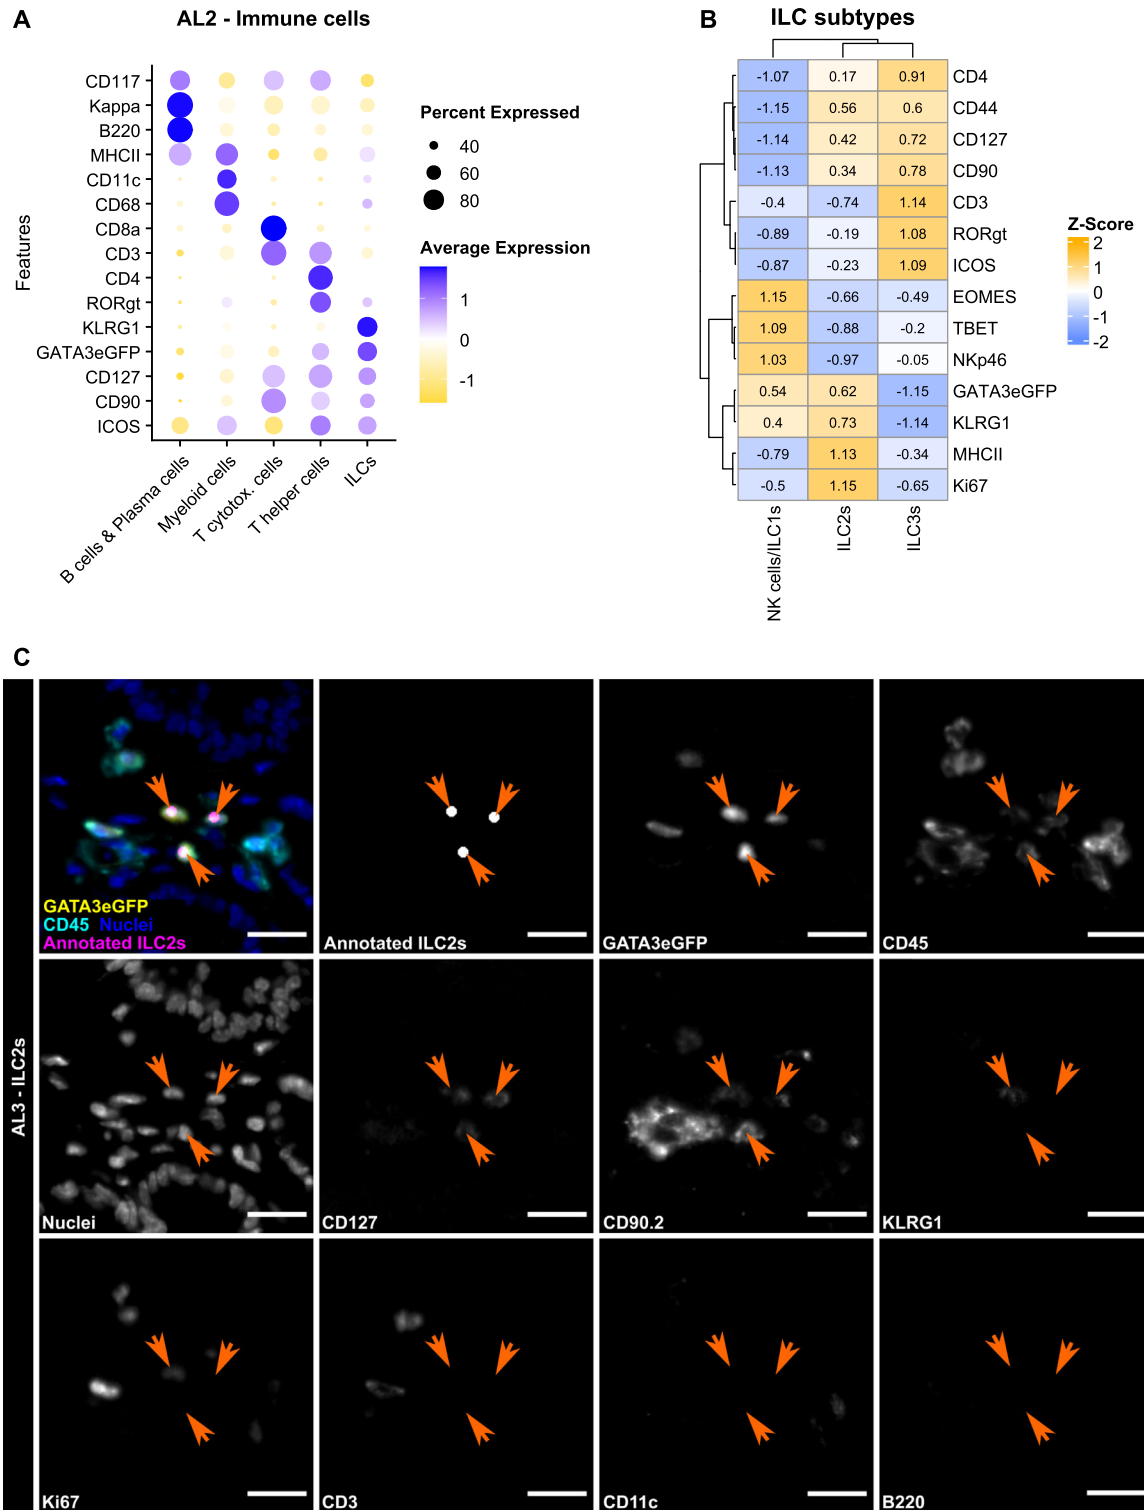 A
AL2 - Immune cells
CD117
Kappa
B220
MHCII
CD11c
CD68
CD8a
CD3
CD4
RORgt
KLRG1
GATA3eGFP
CD127
CD90
ICOS
Features
B cells & Plasma cells
Myeloid cells
T cytotox. cells
T helper cells
ILCs
Percent Expressed
40
60
80
Average Expression
1
0
-1
B
ILC subtypes
-1.07 0.17 0.91 CD4
-1.15 0.56 0.6 CD44
-1.14 0.42 0.72 CD127
-1.13 0.34 0.78 CD90
-0.4 -0.74 1.14 CD3
-0.89 -0.19 1.08 RORgt
-0.87 -0.23 1.09 ICOS
1.15 -0.66 -0.49 EOMES
1.09 -0.88 -0.2 TBET
1.03 -0.97 -0.05 NKp46
0.54 0.62 -1.15 GATA3eGFP
0.4 0.73 -1.14 KLRG1
-0.79 1.13 -0.34 MHCII
-0.5 1.15 -0.65 Ki67
NK cells/ILC1s
ILC2s
ILC3s
Z-Score
2
1
0
-1
-2
C
AL3 - ILC2s
GATA3eGFP
CD45 Nuclei
Annotated ILC2s
Annotated ILC2s
GATA3eGFP
CD45
Nuclei
CD127
CD90.2
KLRG1
Ki67
CD3
CD11c
B220